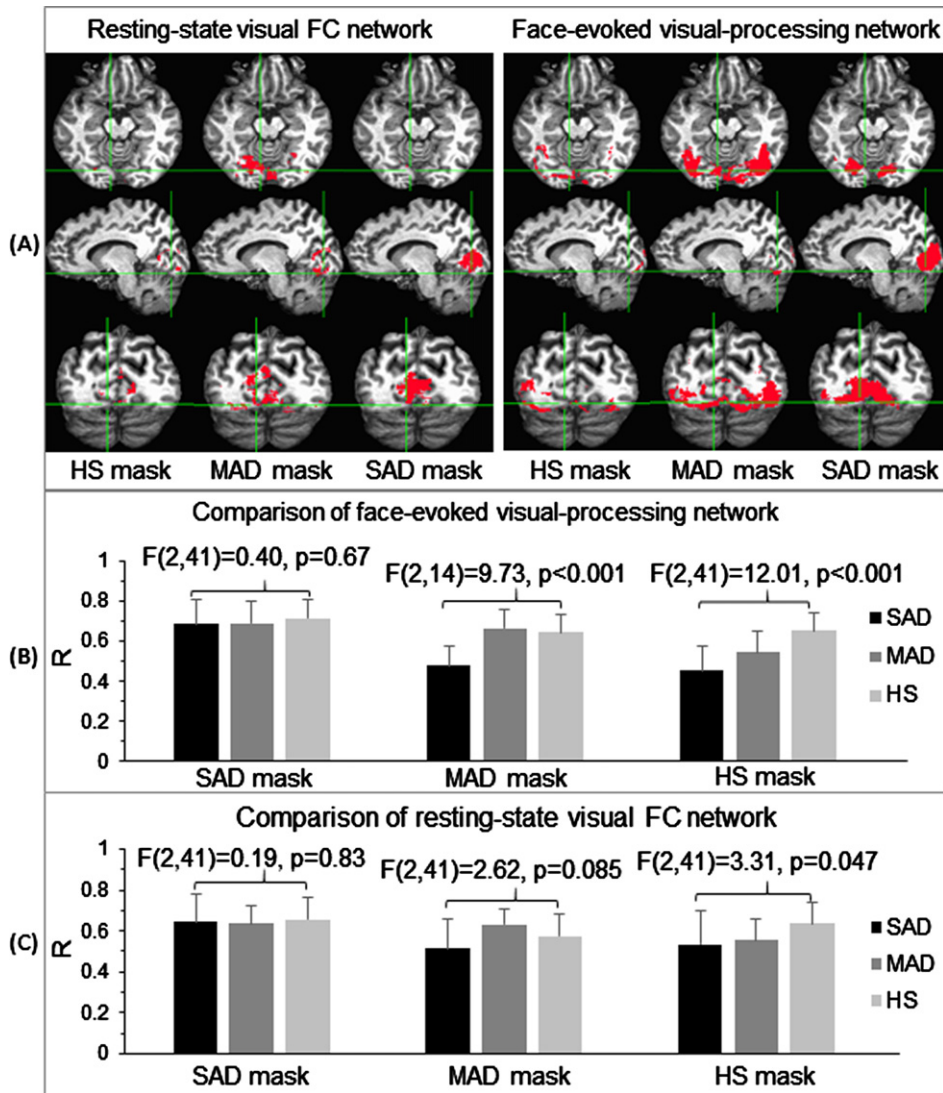 Resting-state visual FC network
Face-evoked visual-processing network
(A)
HS mask MAD mask SAD mask
HS mask MAD mask SAD mask
Comparison of face-evoked visual-processing network
(B)
R
1
0.8
0.6
0.4
0.2
0
F(2,41)=0.40, p=0.67
F(2,14)=9.73, p<0.001
F(2,41)=12.01, p<0.001
SAD
MAD
HS
SAD mask MAD mask HS mask
Comparison of resting-state visual FC network
(C)
R
1
0.8
0.6
0.4
0.2
0
F(2,41)=0.19, p=0.83
F(2,41)=2.62, p=0.085
F(2,41)=3.31, p=0.047
SAD
MAD
HS
SAD mask MAD mask HS mask